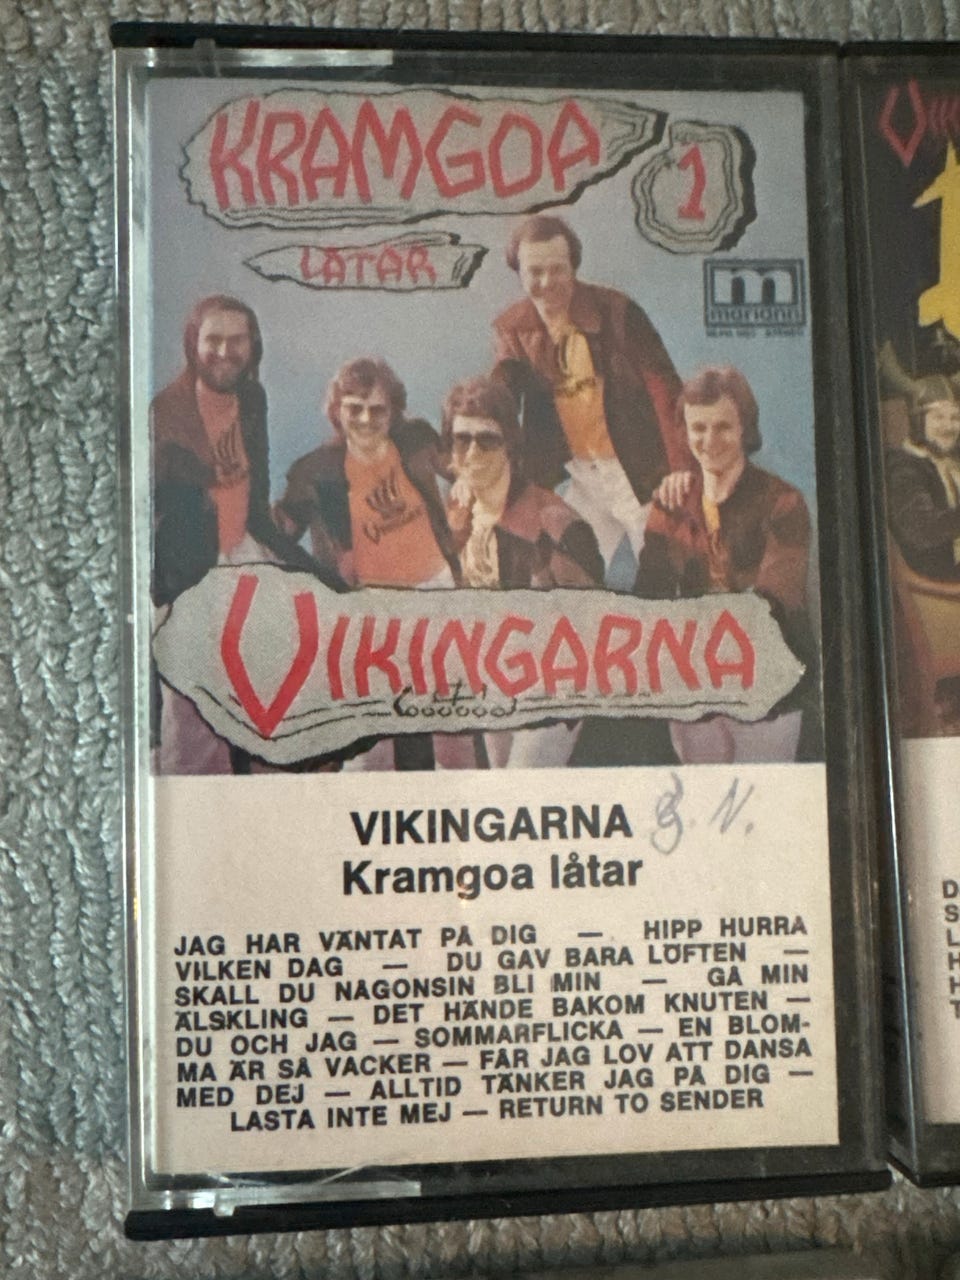 KRAMGOA
1
LÅTAR
mariann
VIKINGARNA
VIKINGARNA
Kramgoa låtar
JAG HAR VÄNTAT PÅ DIG — HIPP HURRA
VILKEN DAG — DU GAV BARA LÖFTEN —
SKALL DU NÅGONSIN BLI MIN — GÅ MIN
ÄLSKLING — DET HÄNDE BAKOM KNUTEN —
DU OCH JAG — SOMMARFLICKA — EN BLOM-
MA ÄR SÅ VACKER — FÅR JAG LOV ATT DANSA
MED DEJ — ALLTID TÄNKER JAG PÅ DIG —
LASTA INTE MEJ — RETURN TO SENDER